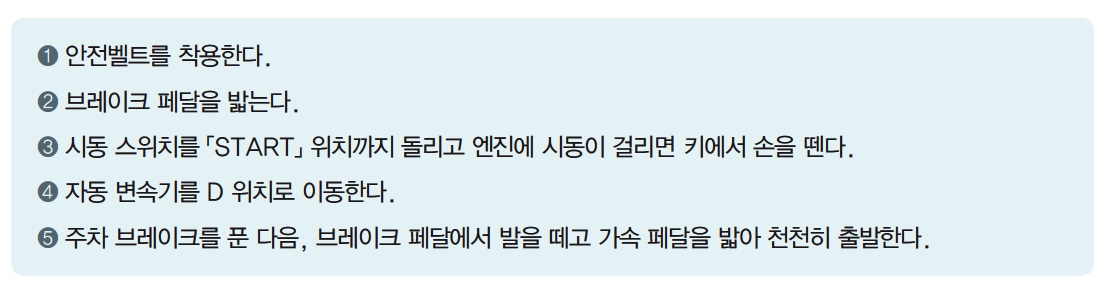 ❶ 안전벨트를 착용한다.
❷ 브레이크 페달을 밟는다.
❸ 시동 스위치를 「START」 위치까지 돌리고 엔진에 시동이 걸리면 키에서 손을 뗀다.
❹ 자동 변속기를 D 위치로 이동한다.
❺ 주차 브레이크를 푼 다음, 브레이크 페달에서 발을 떼고 가속 페달을 밟아 천천히 출발한다.